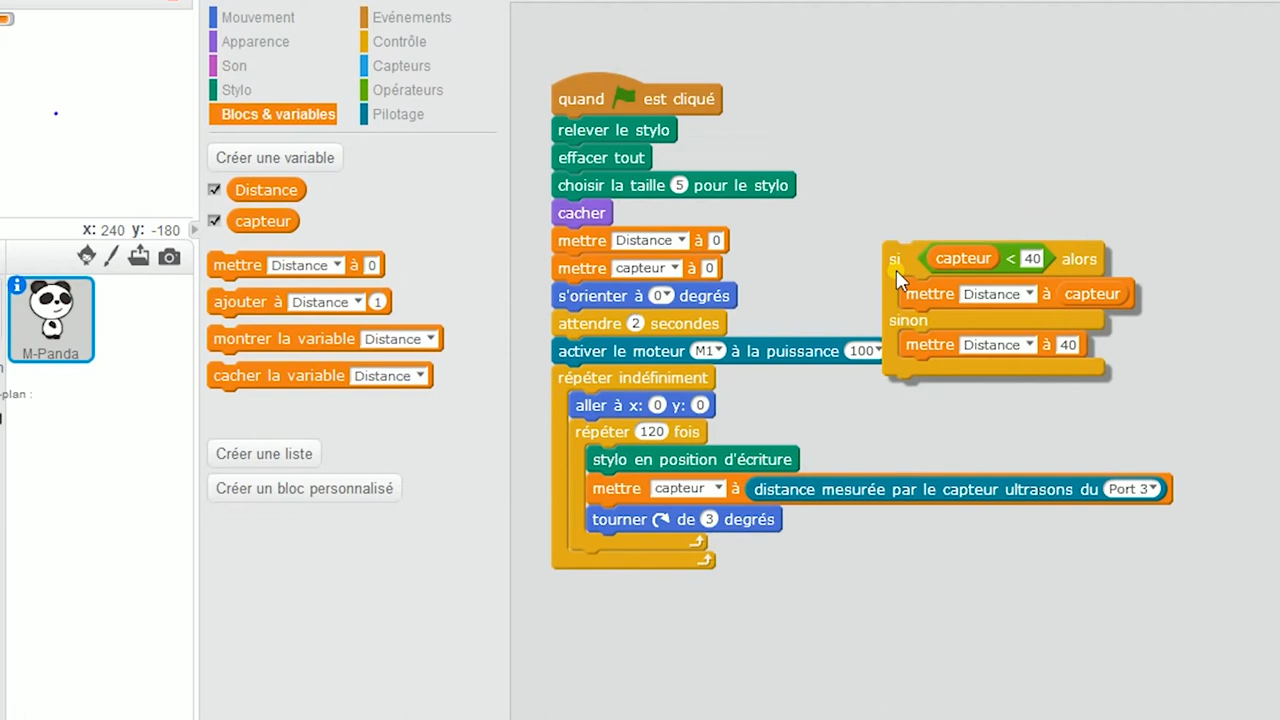 x: 240 y: -180
M-Panda
-plan :
Mouvement
Apparence
Son
Stylo
Blocs & variables
Evénements
Contrôle
Capteurs
Opérateurs
Pilotage
Créer une variable
Distance
capteur
mettre Distance à 0
ajouter à Distance 1
montrer la variable Distance
cacher la variable Distance
Créer une liste
Créer un bloc personnalisé
quand est cliqué
relever le stylo
effacer tout
choisir la taille 5 pour le stylo
cacher
mettre Distance à 0
mettre capteur à 0
s'orienter à 0 degrés
attendre 2 secondes
activer le moteur M1 à la puissance 100
répéter indéfiniment
aller à x: 0 y: 0
répéter 120 fois
stylo en position d'écriture
mettre capteur à distance mesurée par le capteur ultrasons du Port 3
tourner de 3 degrés
si capteur < 40 alors
mettre Distance à capteur
sinon
mettre Distance à 40